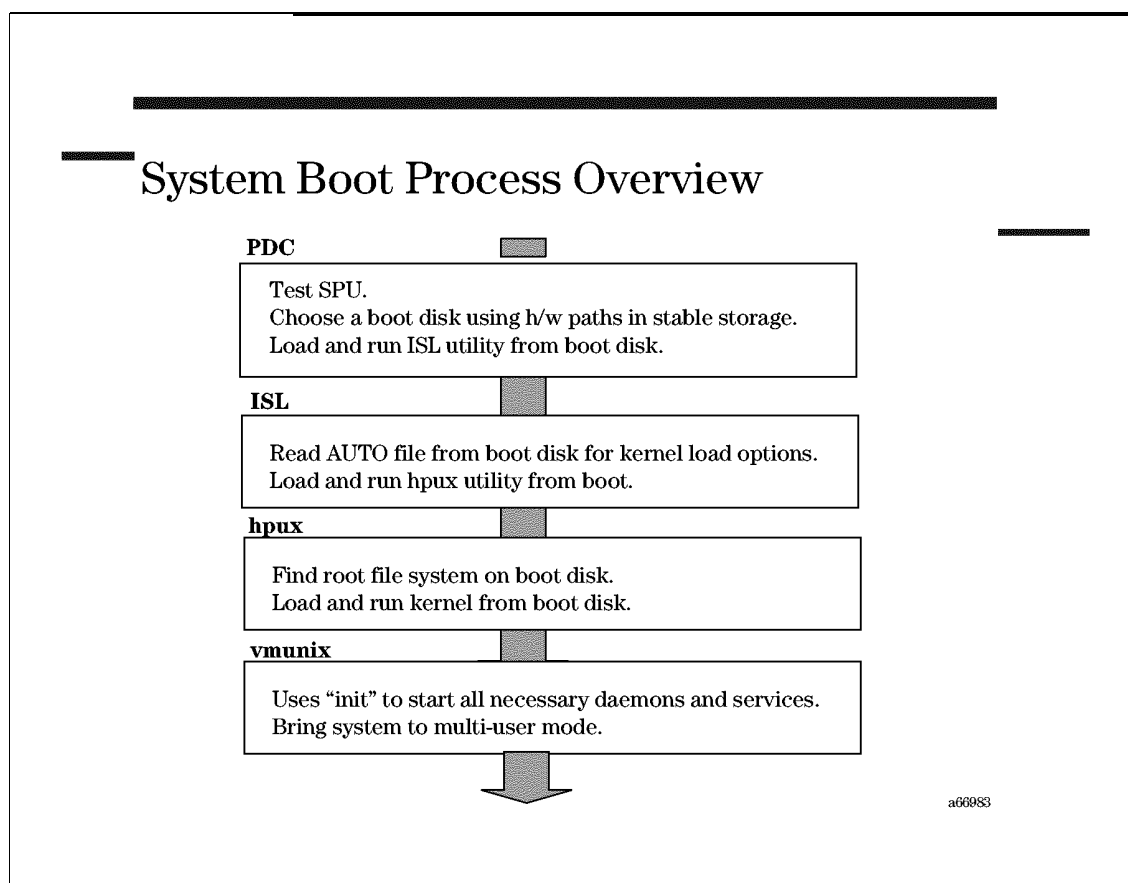 System Boot Process Overview
PDC
Test SPU.
Choose a boot disk using h/w paths in stable storage.
Load and run ISL utility from boot disk.
ISL
Read AUTO file from boot disk for kernel load options.
Load and run hpux utility from boot.
hpux
Find root file system on boot disk.
Load and run kernel from boot disk.
vmunix
Uses “init” to start all necessary daemons and services.
Bring system to multi-user mode.
a66983